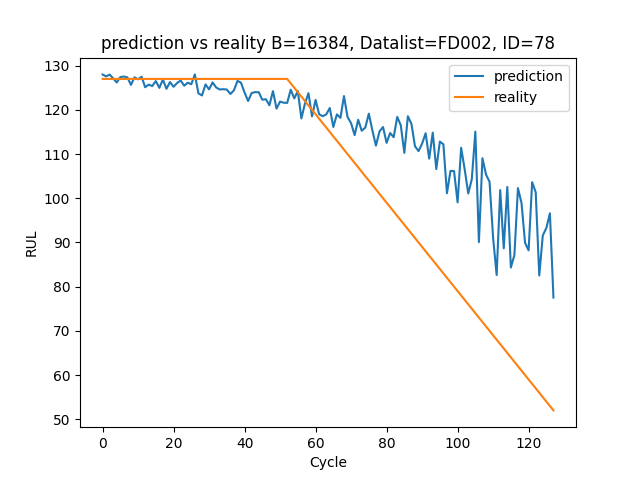 prediction vs reality B=16384, Datalist=FD002, ID=78
prediction
reality
130
120
110
100
90
80
70
60
50
RUL
0 20 40 60 80 100 120
Cycle